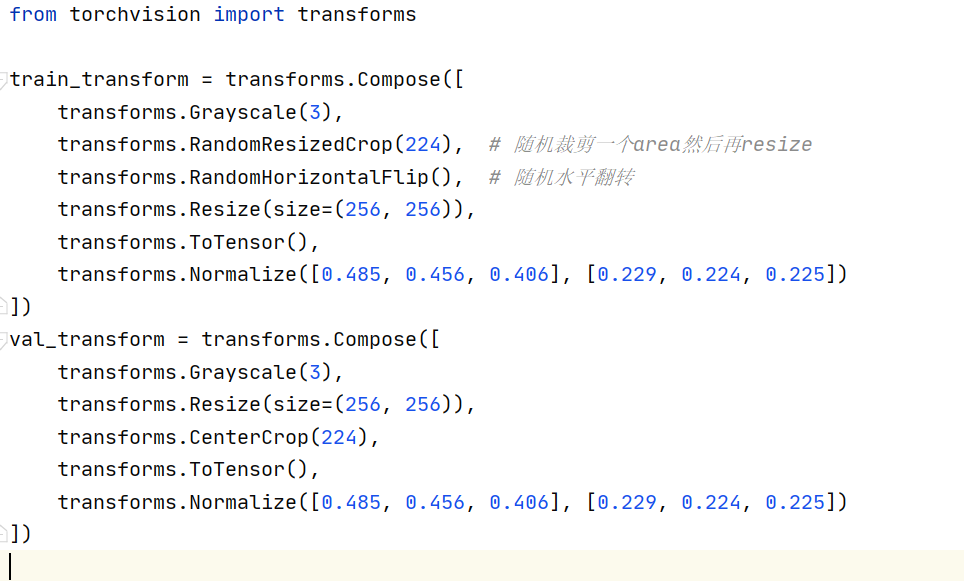 from torchvision import transforms

train_transform = transforms.Compose([
    transforms.Grayscale(3),
    transforms.RandomResizedCrop(224),  # 随机裁剪一个area然后再resize
    transforms.RandomHorizontalFlip(),  # 随机水平翻转
    transforms.Resize(size=(256, 256)),
    transforms.ToTensor(),
    transforms.Normalize([0.485, 0.456, 0.406], [0.229, 0.224, 0.225])
])
val_transform = transforms.Compose([
    transforms.Grayscale(3),
    transforms.Resize(size=(256, 256)),
    transforms.CenterCrop(224),
    transforms.ToTensor(),
    transforms.Normalize([0.485, 0.456, 0.406], [0.229, 0.224, 0.225])
])